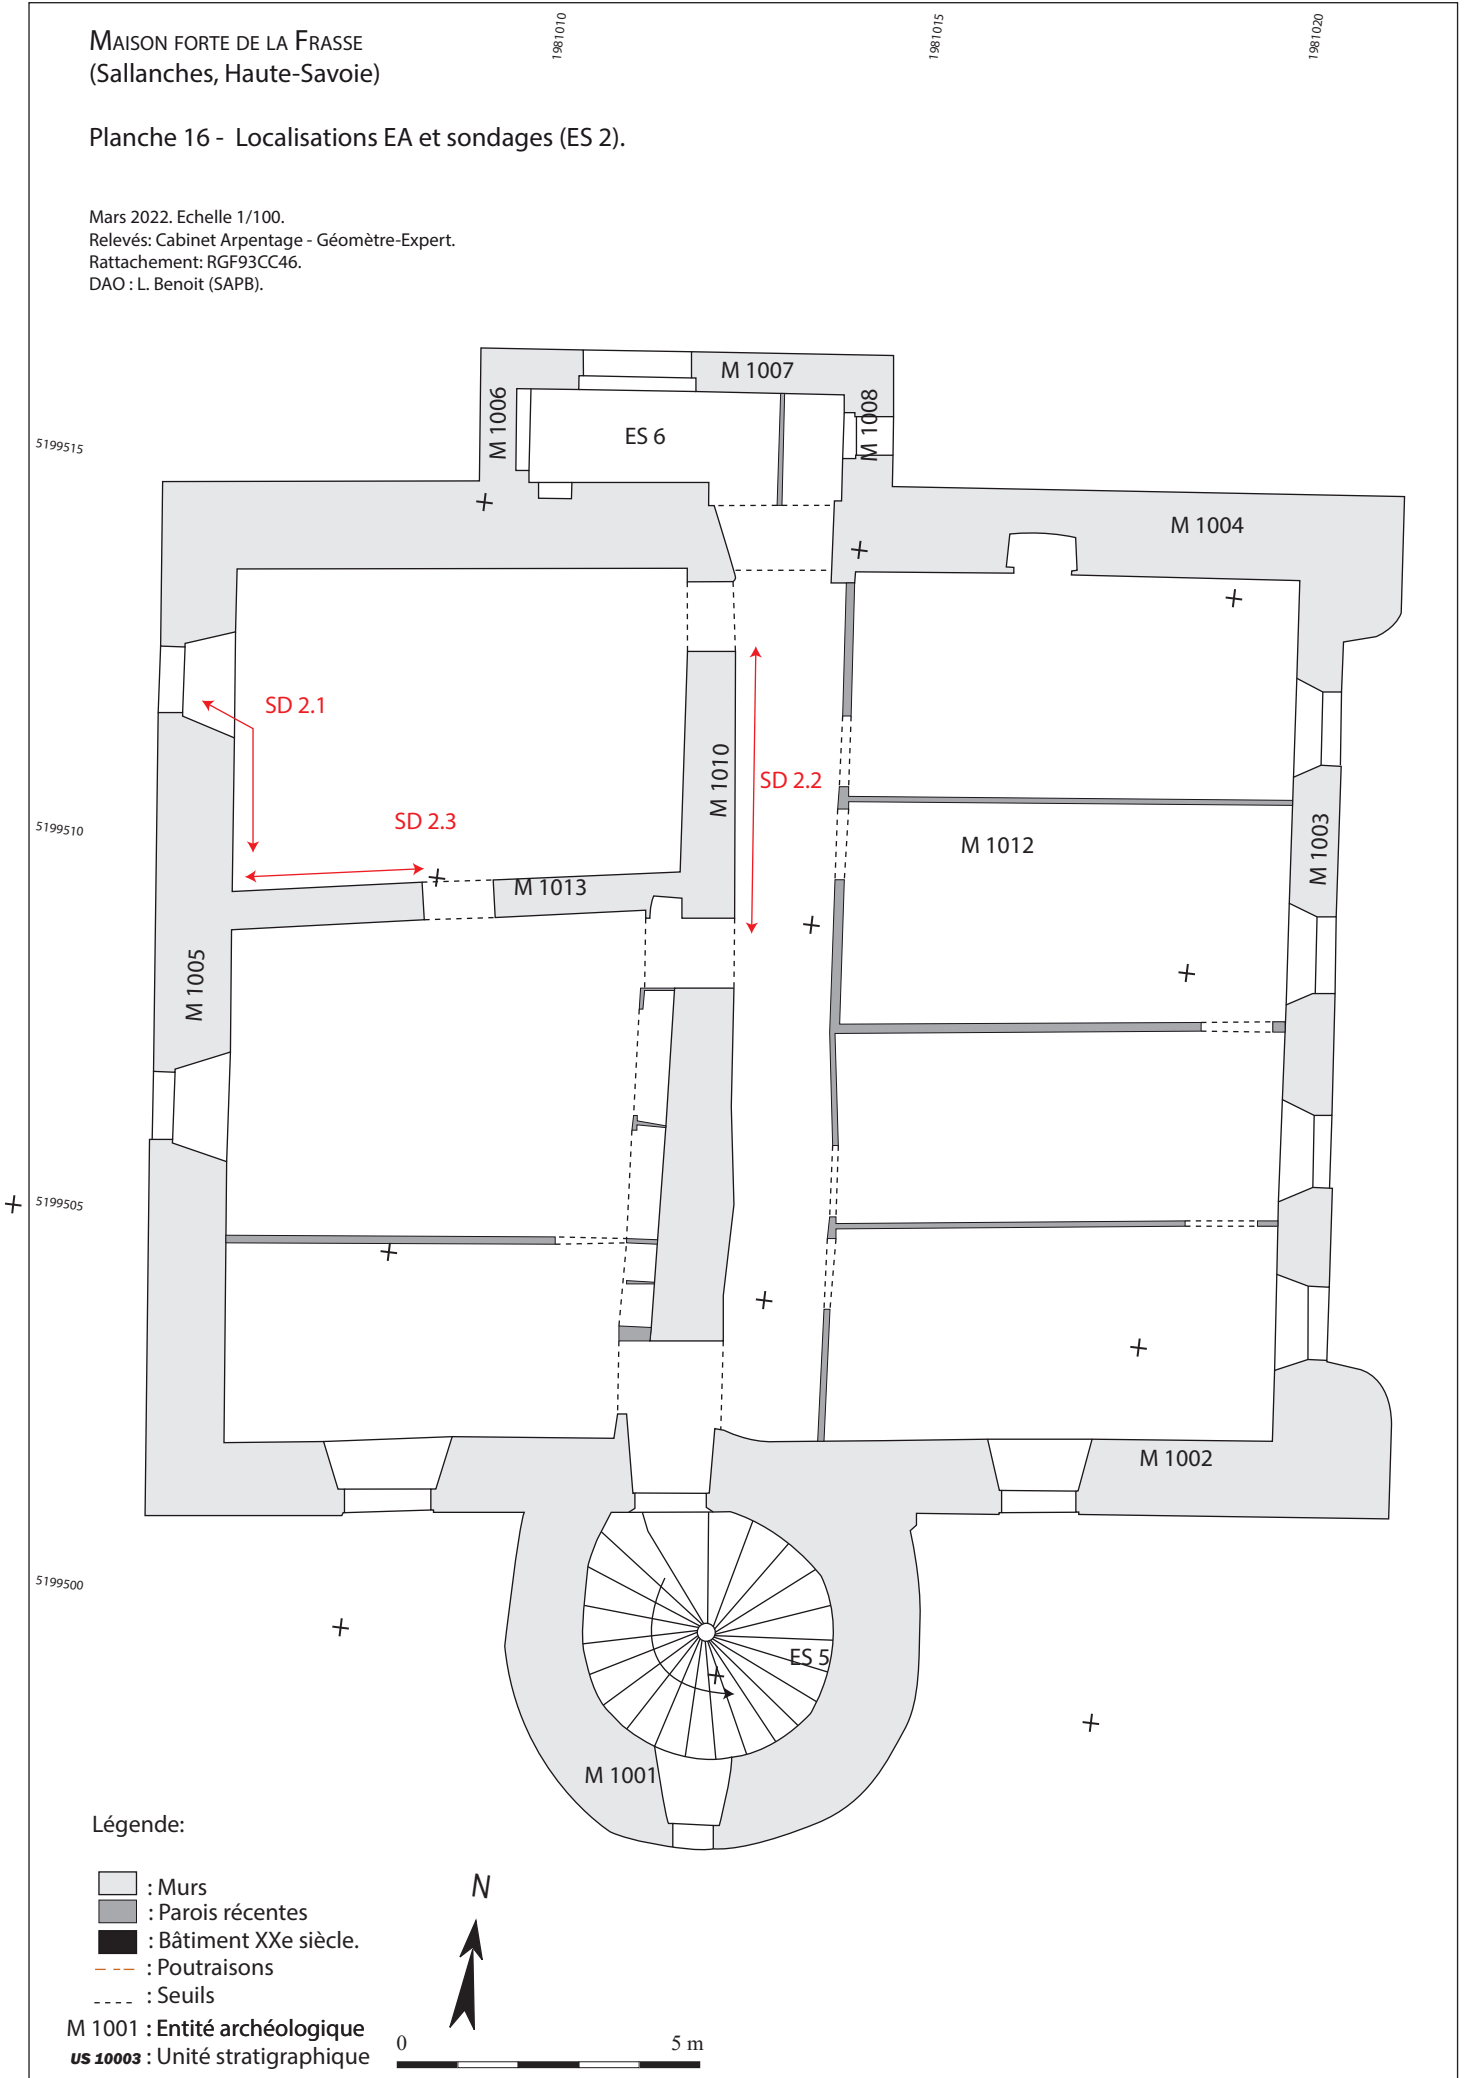 1981010
1981015
1981020
MAISON FORTE DE LA FRASSE
(Sallanches, Haute-Savoie)
Planche 16 - Localisations EA et sondages (ES 2).
Mars 2022. Echelle 1/100.
Relevés: Cabinet Arpentage - Géomètre-Expert.
Rattachement: RGF93CC46.
DAO : L. Benoit (SAPB).
M 1007
M 1006
M 1008
ES 6
5199515
M 1004
SD 2.1
M 1010
SD 2.2
SD 2.3
5199510
M 1012
M 1003
M 1013
M 1005
5199505
M 1002
5199500
ES 5
M 1001
Légende:
: Murs
: Parois récentes
: Bâtiment XXe siècle.
: Poutraisons
: Seuils
M 1001 : Entité archéologique
US 10003 : Unité stratigraphique
N
0 5 m